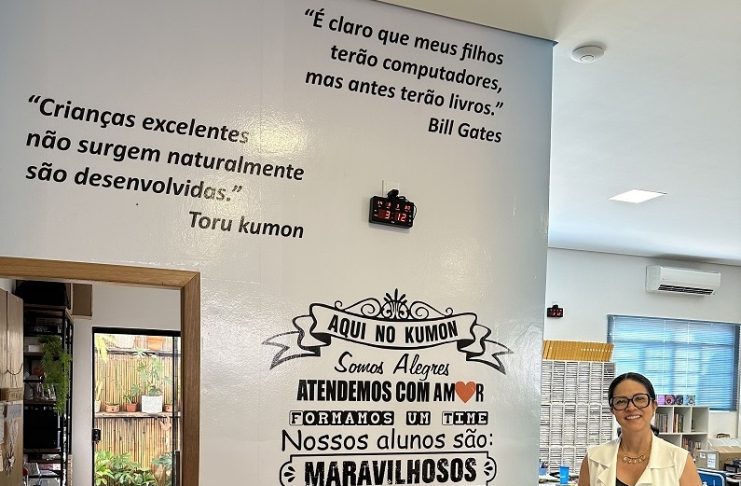 “Crianças excelentes
não surgem naturalmente
são desenvolvidas.”
Toru kumon
“É claro que meus filhos
terão computadores,
mas antes terão livros.”
Bill Gates
AQUI NO KUMON
Somos Alegres
ATENDEMOS COM AM❤R
FORMAMOS UM TIME
Nossos alunos são:
MARAVILHOSOS